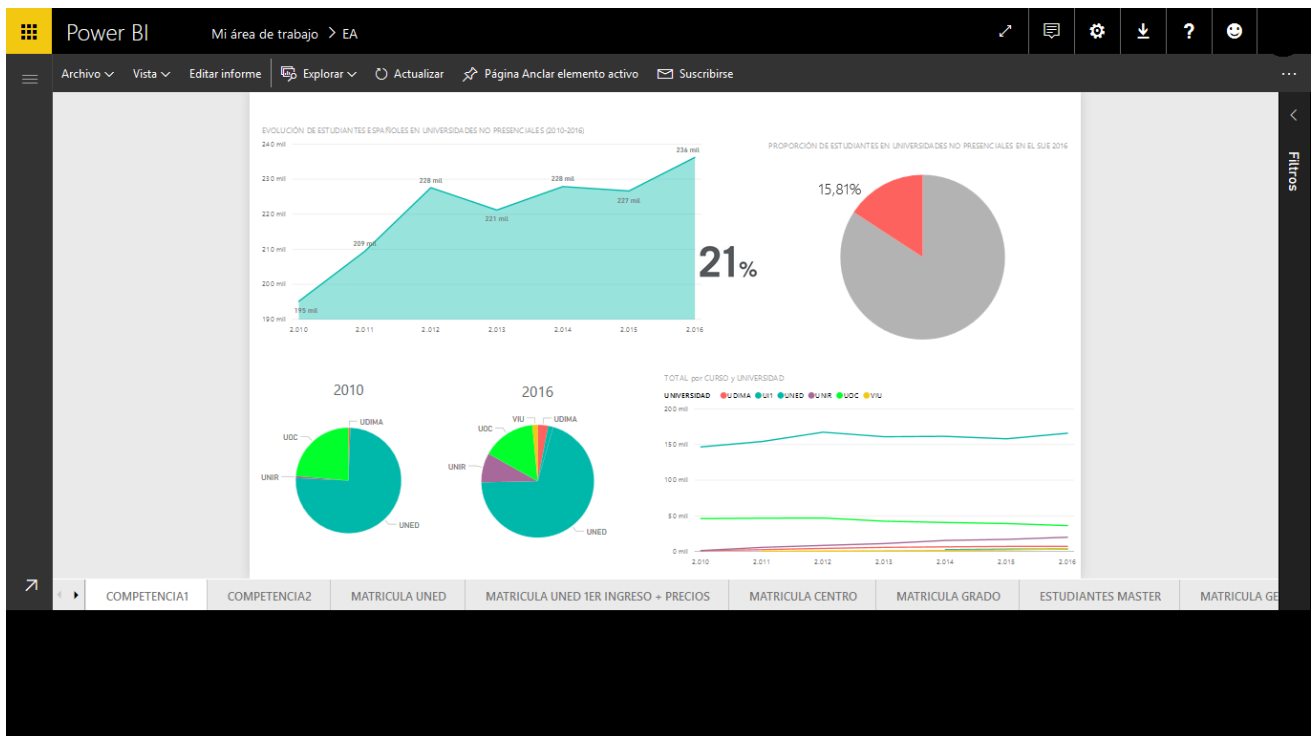 Power BI
Mi área de trabajo > EA
?
Archivo
Vista
Editar informe
Explorar
Actualizar
Página Anclar elemento activo
Suscribirse
...
Filtros
EVOLUCIÓN DE ESTUDIANTES ESPAÑOLES EN UNIVERSIDADES NO PRESENCIALES (2010-2016)
240 mil
230 mil
220 mil
210 mil
200 mil
190 mil
195 mil
209 mil
228 mil
221 mil
228 mil
227 mil
236 mil
2.010
2.011
2.012
2.013
2.014
2.015
2.016
21%
PROPORCIÓN DE ESTUDIANTES EN UNIVERSIDADES NO PRESENCIALES EN EL SUE 2016
15,81%
2010
UDIMA
UOC
UNIR
UNED
2016
VIU
UDIMA
UOC
UNIR
UNED
TOTAL por CURSO y UNIVERSIDAD
UNIVERSIDAD UDIMA UI1 UNED UNIR UOC VIU
200 mil
150 mil
100 mil
50 mil
0 mil
2.010
2.011
2.012
2.013
2.014
2.015
2.016
COMPETENCIA1
COMPETENCIA2
MATRICULA UNED
MATRICULA UNED 1ER INGRESO + PRECIOS
MATRICULA CENTRO
MATRICULA GRADO
ESTUDIANTES MASTER
MATRICULA GE